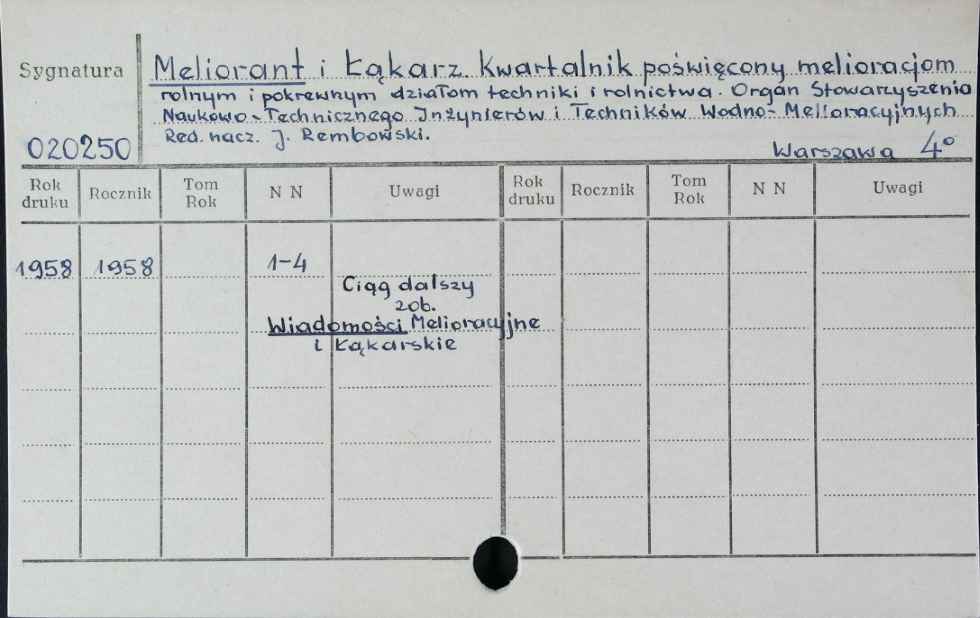 Sygnatura
Meliorant i Łąkarz Kwartalnik poświęcony melioracjom
rolnym i pokrewnym działom techniki i rolnictwa. Organ Stowarzyszenia
Naukowo-Technicznego Inżynierów i Techników Wodno-Melioracyjnych
Red. nacz. J. Rembowski.
020250
Warszawa 4°
Rok druku Rocznik Tom Rok N N Uwagi Rok druku Rocznik Tom Rok N N Uwagi
1958 1958 1-4
Ciąg dalszy
zob.
Wiadomości Melioracyjne
i Łąkarskie